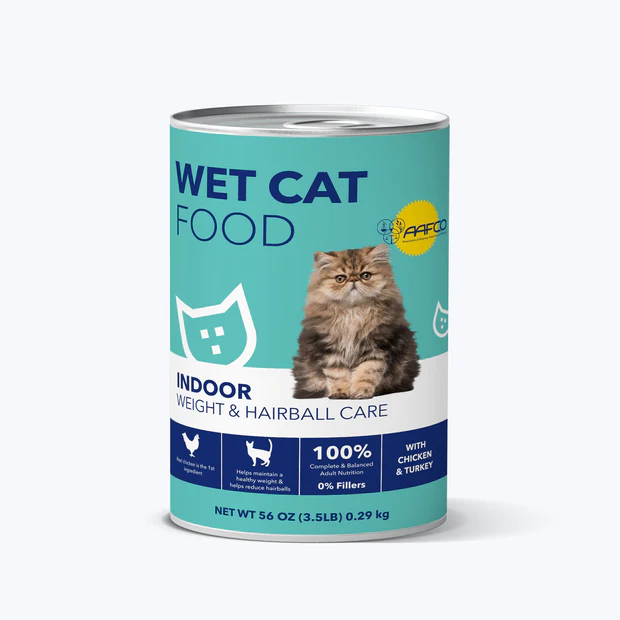 WET CAT
FOOD
AAFCO
INDOOR
WEIGHT & HAIRBALL CARE
Real chicken is the 1st
ingredient
Helps maintain a
healthy weight &
helps reduce hairballs
100%
Complete & Balanced
Adult Nutrition
0% Fillers
WITH
CHICKEN
& TURKEY
NET WT 56 OZ (3.5LB) 0.29 kg